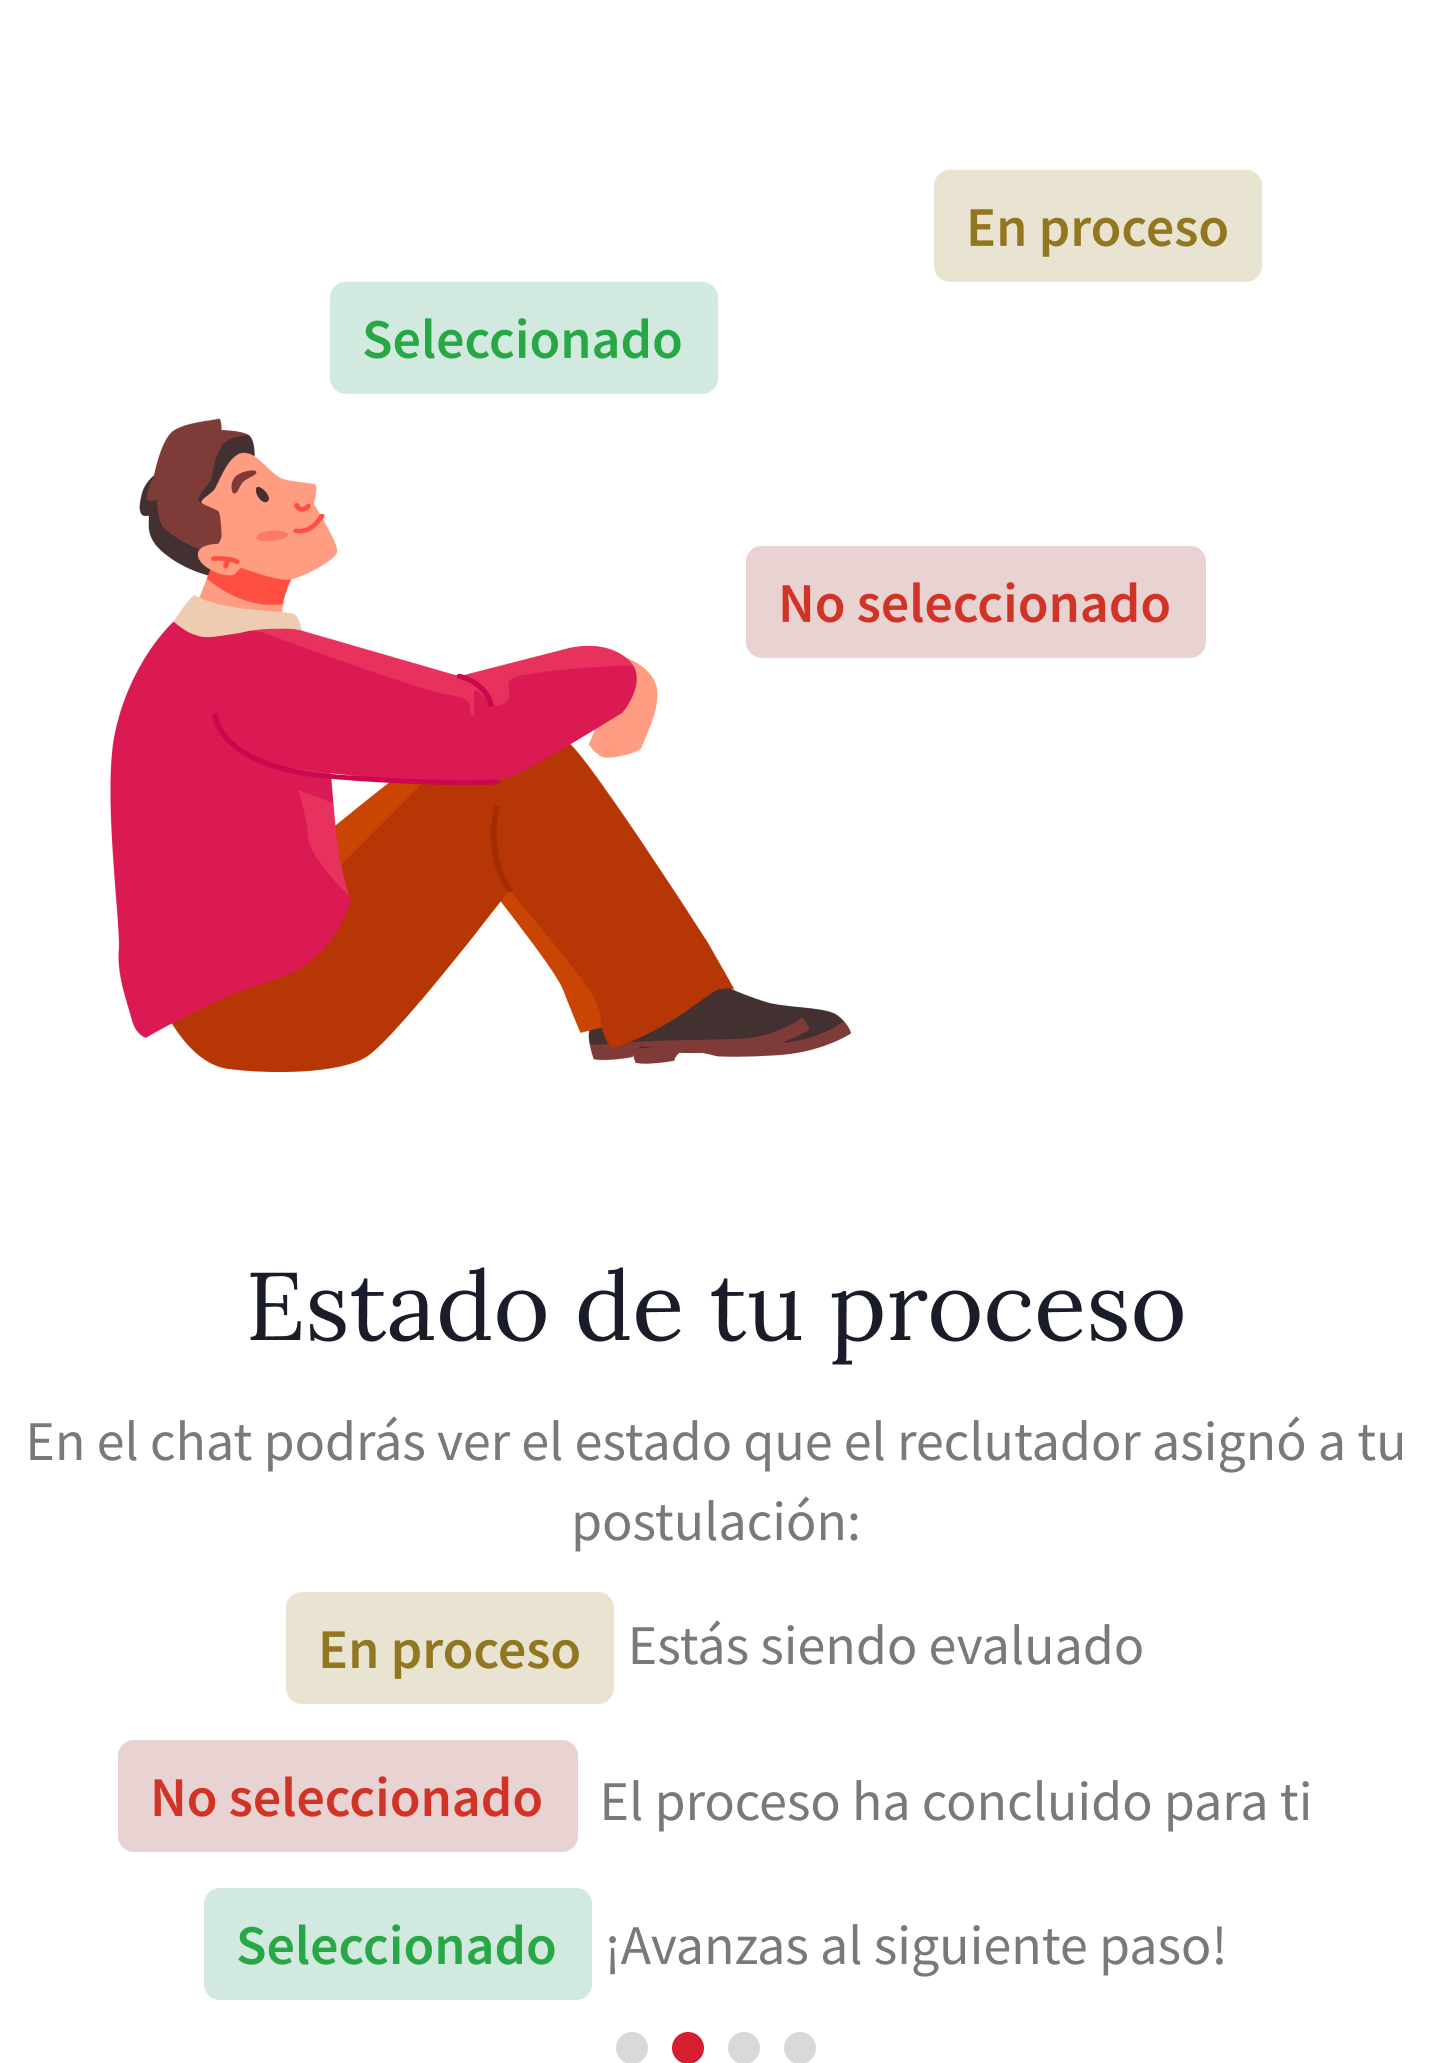 En proceso
Seleccionado
No seleccionado
Estado de tu proceso
En el chat podrás ver el estado que el reclutador asignó a tu
postulación:
En proceso Estás siendo evaluado
No seleccionado El proceso ha concluido para ti
Seleccionado ¡Avanzas al siguiente paso!